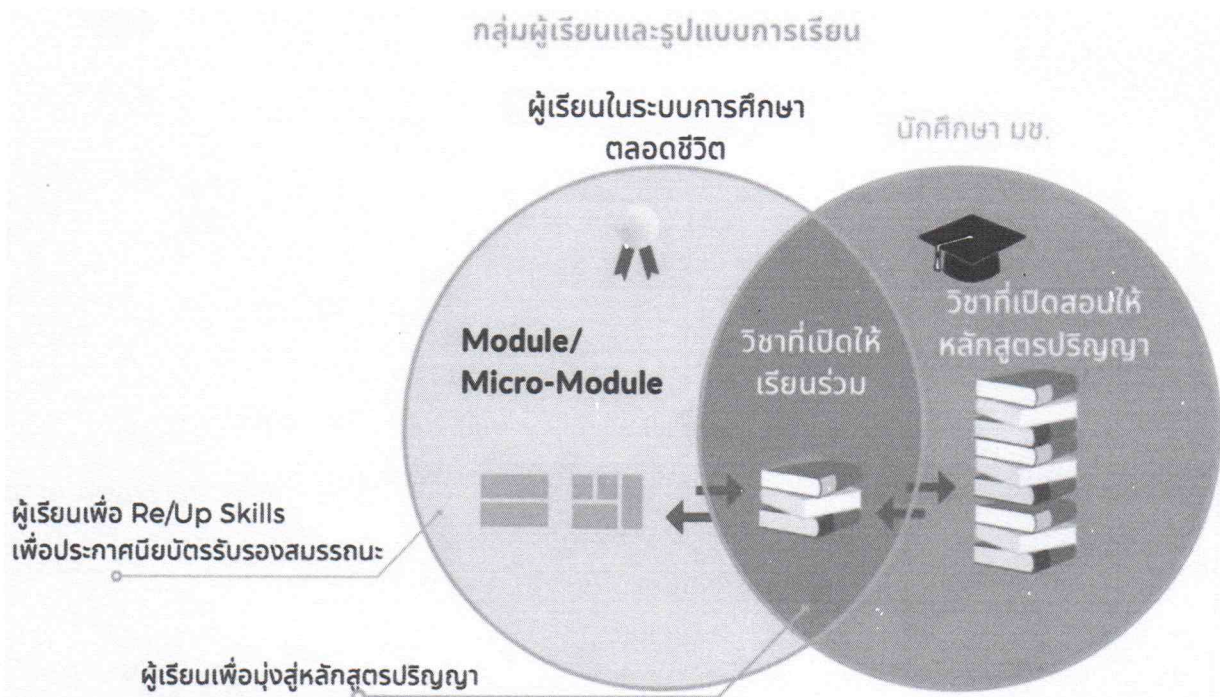 กลุ่มผู้เรียนและรูปแบบการเรียน
ผู้เรียนในระบบการศึกษา
ตลอดชีวิต
นักศึกษา มช.
Module/
Micro-Module
วิชาที่เปิดให้
เรียนร่วม
วิชาที่เปิดสอนให้
หลักสูตรปริญญา
ผู้เรียนเพื่อ Re/Up Skills
เพื่อประกาศนียบัตรรับรองสมรรถนะ
ผู้เรียนเพื่อมุ่งสู่หลักสูตรปริญญา